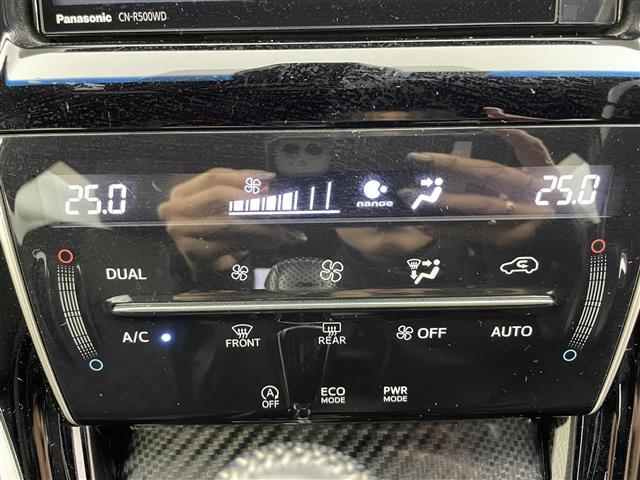 Panasonic CN-R500WD
25.0 nanoe 25.0
DUAL
A/C FRONT REAR OFF AUTO
OFF ECO MODE PWR MODE